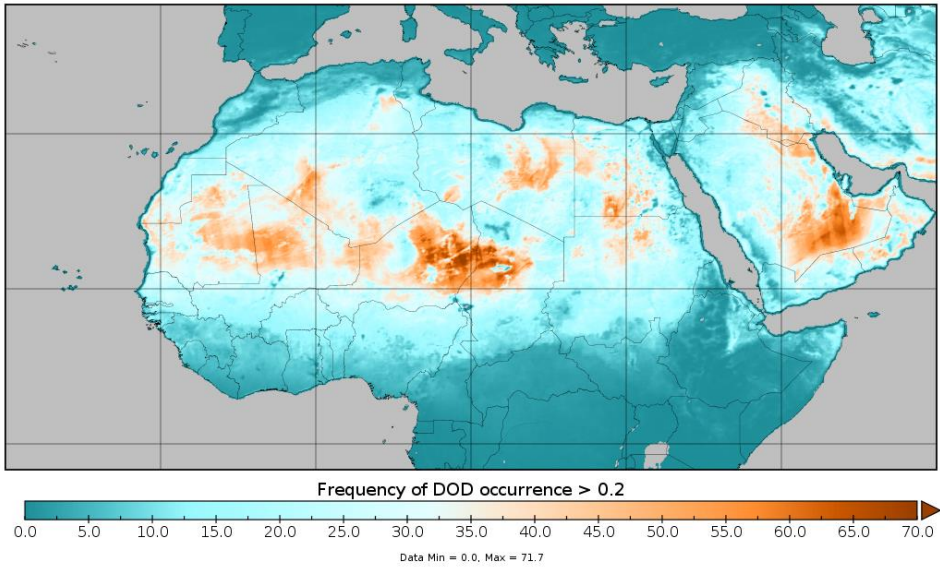 Frequency of DOD occurrence > 0.2
0.0 5.0 10.0 15.0 20.0 25.0 30.0 35.0 40.0 45.0 50.0 55.0 60.0 65.0 70.0
Data Min = 0.0, Max = 71.7